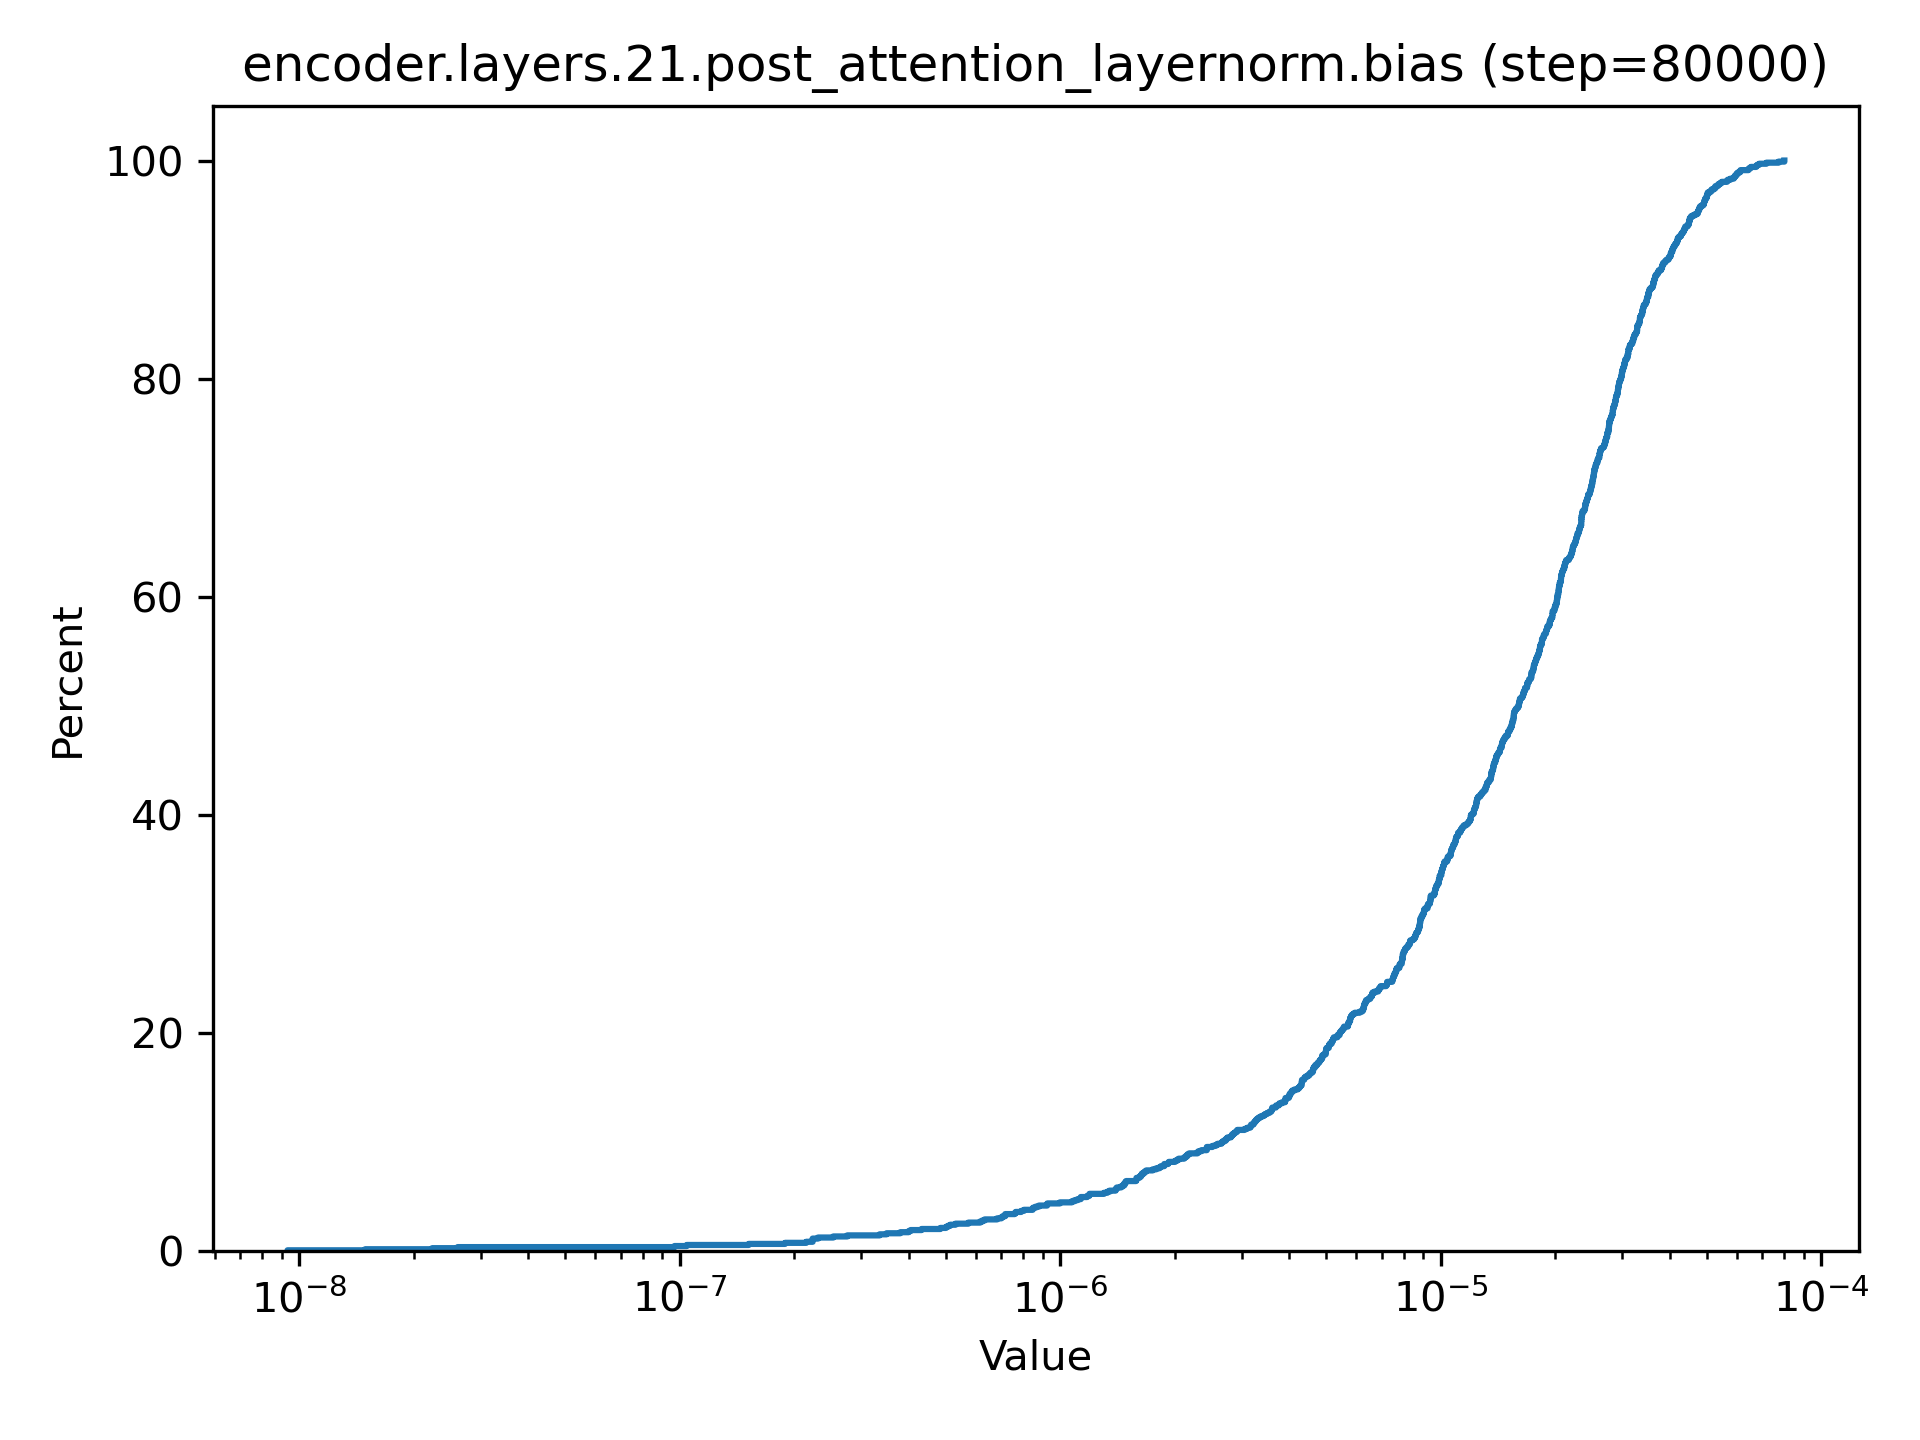 encoder.layers.21.post_attention_layernorm.bias (step=80000)
100
80
60
40
20
0
Percent
10⁻⁸ 10⁻⁷ 10⁻⁶ 10⁻⁵ 10⁻⁴
Value